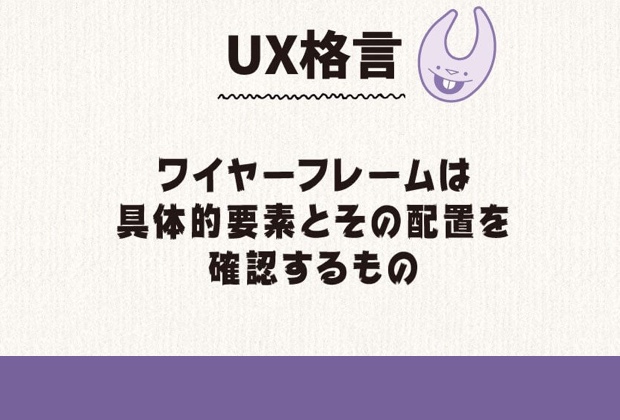 UX格言
ワイヤーフレームは
具体的要素とその配置を
確認するもの